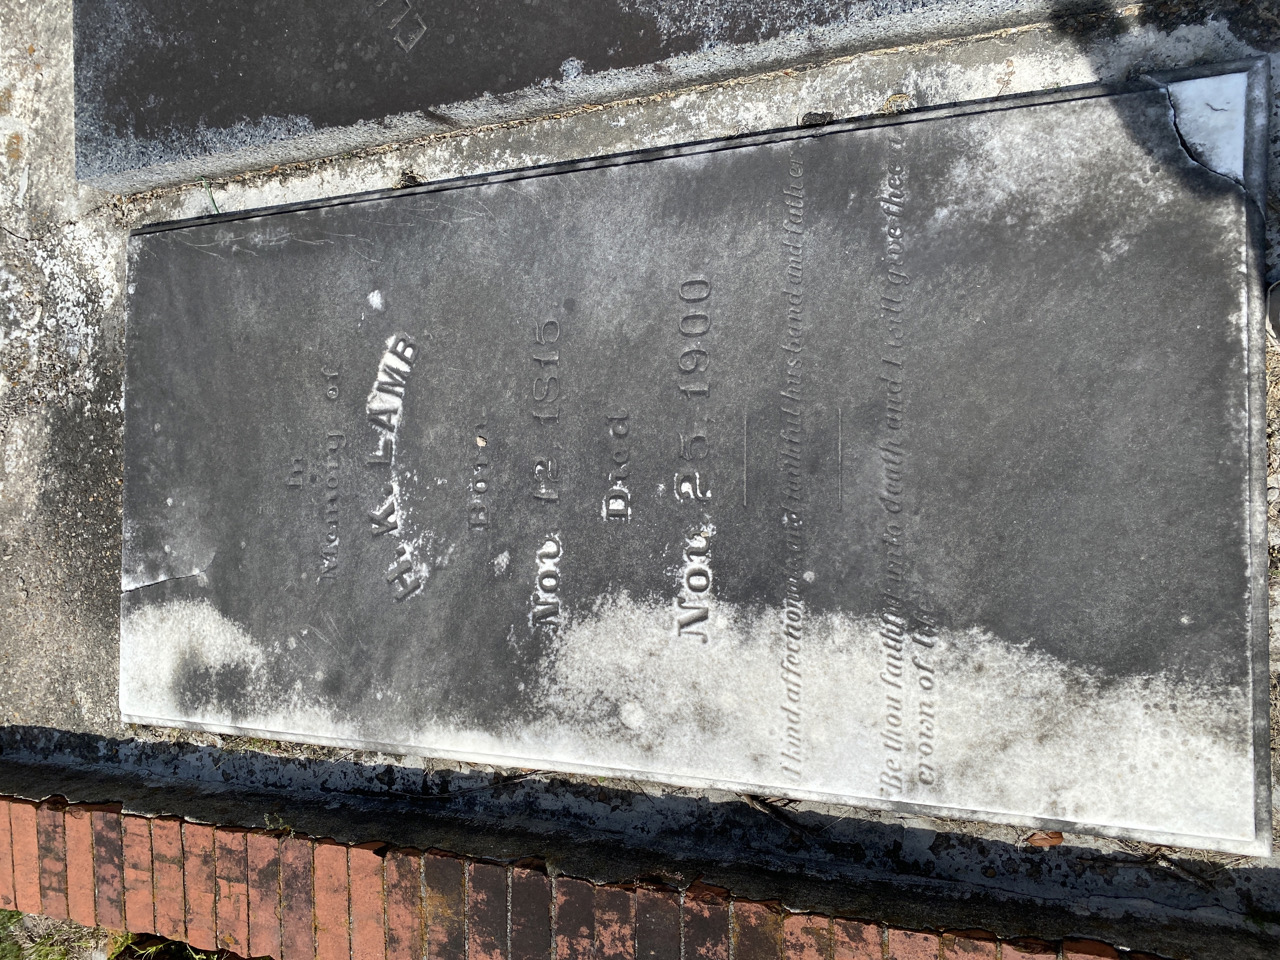 In
Memory of
H. K. LAMB
Born
Nov. 12, 1815.
Died
Nov. 25, 1900.
A kind, affectionate and faithful husband and father.
"Be thou faithful unto death and I will give thee a
crown of life."
EL